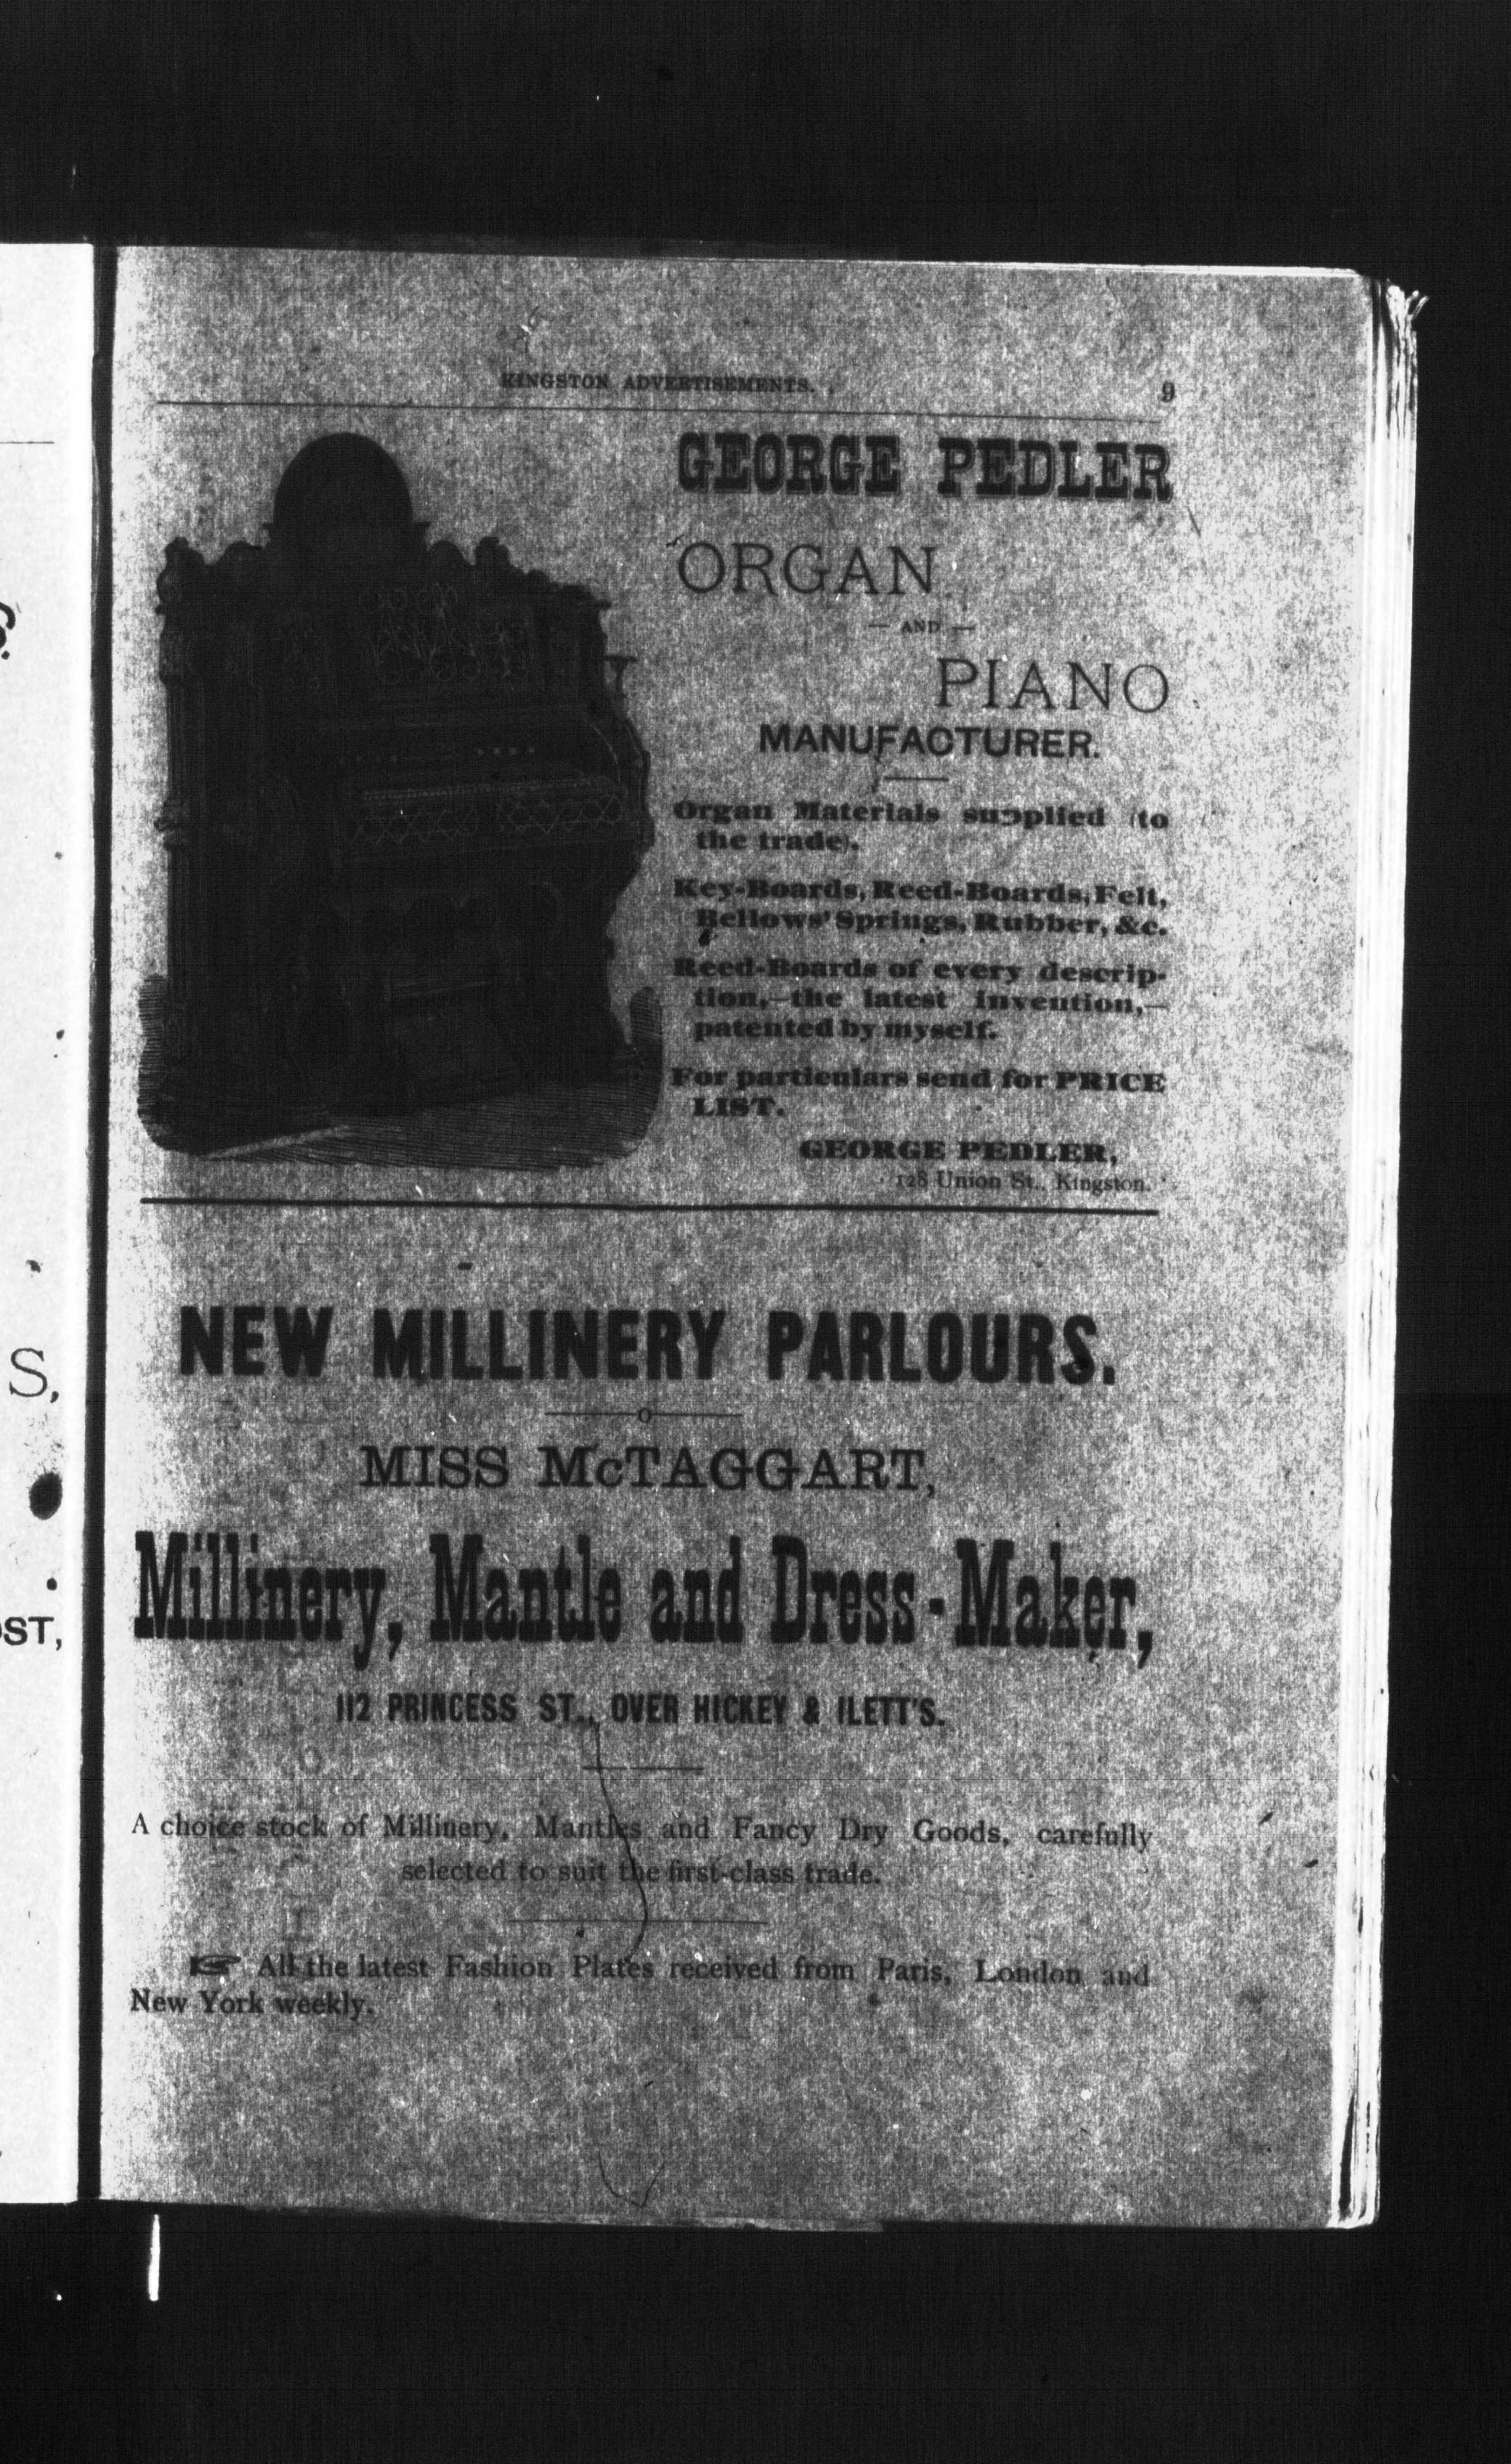 S.
S,
OST,
KINGSTON ADVERTISEMENTS.
9
GEORGE PEDLER
ORGAN
— AND —
PIANO
MANUFACTURER.
Organ Materials supplied (to
the trade).
Key-Boards, Reed-Boards, Felt,
Bellows' Springs, Rubber, &c.
Reed-Boards of every descrip-
tion,—the latest invention,—
patented by myself.
For particulars send for PRICE
LIST.
GEORGE PEDLER,
128 Union St., Kingston.
NEW MILLINERY PARLOURS.
MISS McTAGGART,
Millinery, Mantle and Dress-Maker,
112 PRINCESS ST., OVER HICKEY & ILETT'S.
A choice stock of Millinery, Mantles and Fancy Dry Goods, carefully
selected to suit the first-class trade.
☞ All the latest Fashion Plates received from Paris, London and
New York weekly.